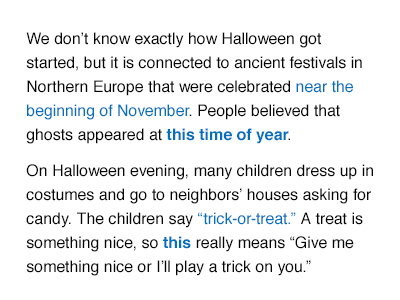 We don’t know exactly how Halloween got
started, but it is connected to ancient festivals in
Northern Europe that were celebrated near the
beginning of November. People believed that
ghosts appeared at this time of year.
On Halloween evening, many children dress up in
costumes and go to neighbors’ houses asking for
candy. The children say “trick-or-treat.” A treat is
something nice, so this really means “Give me
something nice or I’ll play a trick on you.”